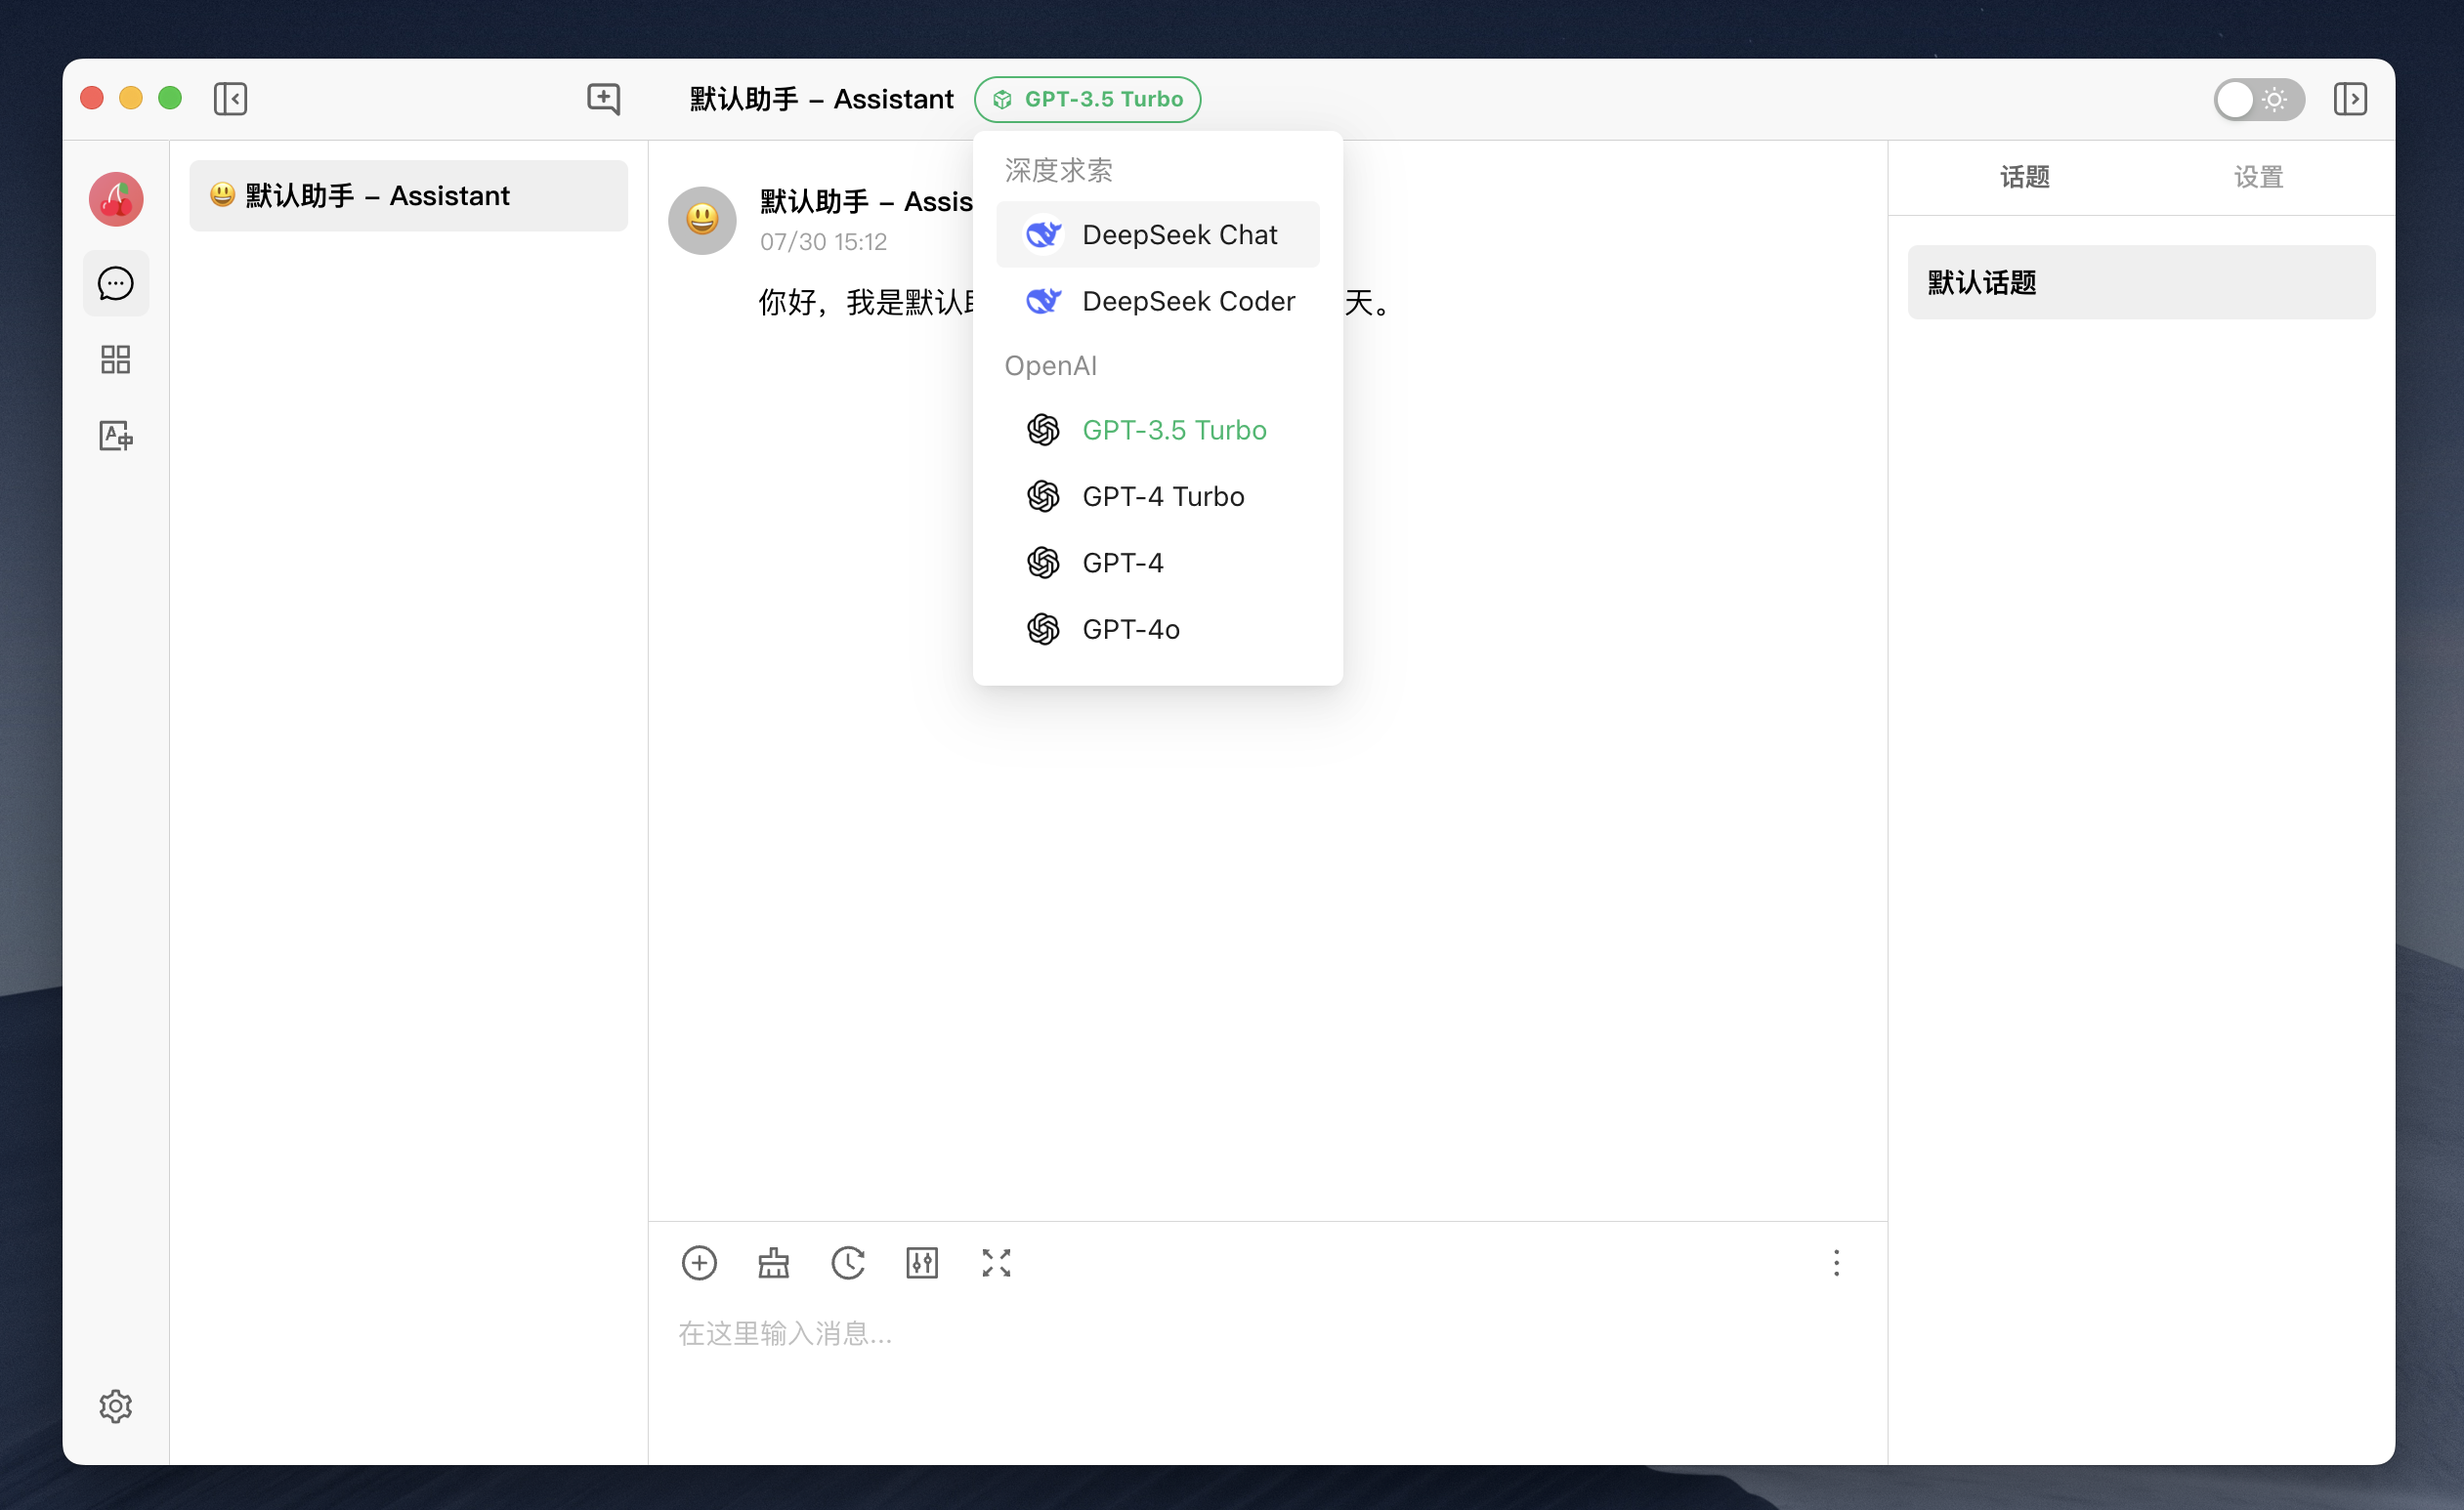 默认助手 – Assistant
GPT-3.5 Turbo
😃 默认助手 – Assistant
默认助手 – Assis
07/30 15:12
你好，我是默认
天。
深度求索
DeepSeek Chat
DeepSeek Coder
OpenAI
GPT-3.5 Turbo
GPT-4 Turbo
GPT-4
GPT-4o
话题
设置
默认话题
在这里输入消息...